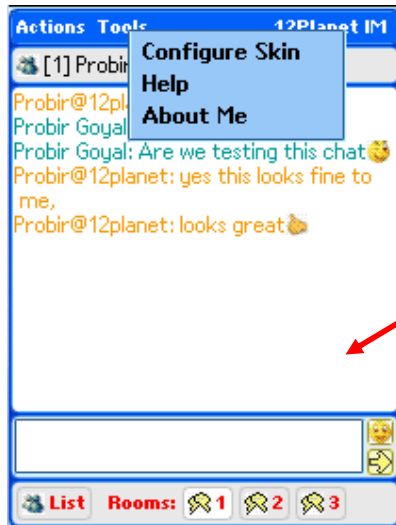 Actions Tools 12Planet IM
Configure Skin
Help
About Me
[1] Probir
Probir@12pl
Probir Goyal
Probir Goyal: Are we testing this chat
Probir@12planet: yes this looks fine to
me,
Probir@12planet: looks great
List Rooms: 1 2 3